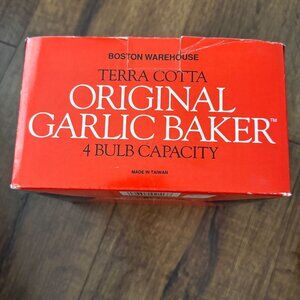 BOSTON WAREHOUSE
TERRA COTTA
ORIGINAL
GARLIC BAKER™
4 BULB CAPACITY
MADE IN TAIWAN